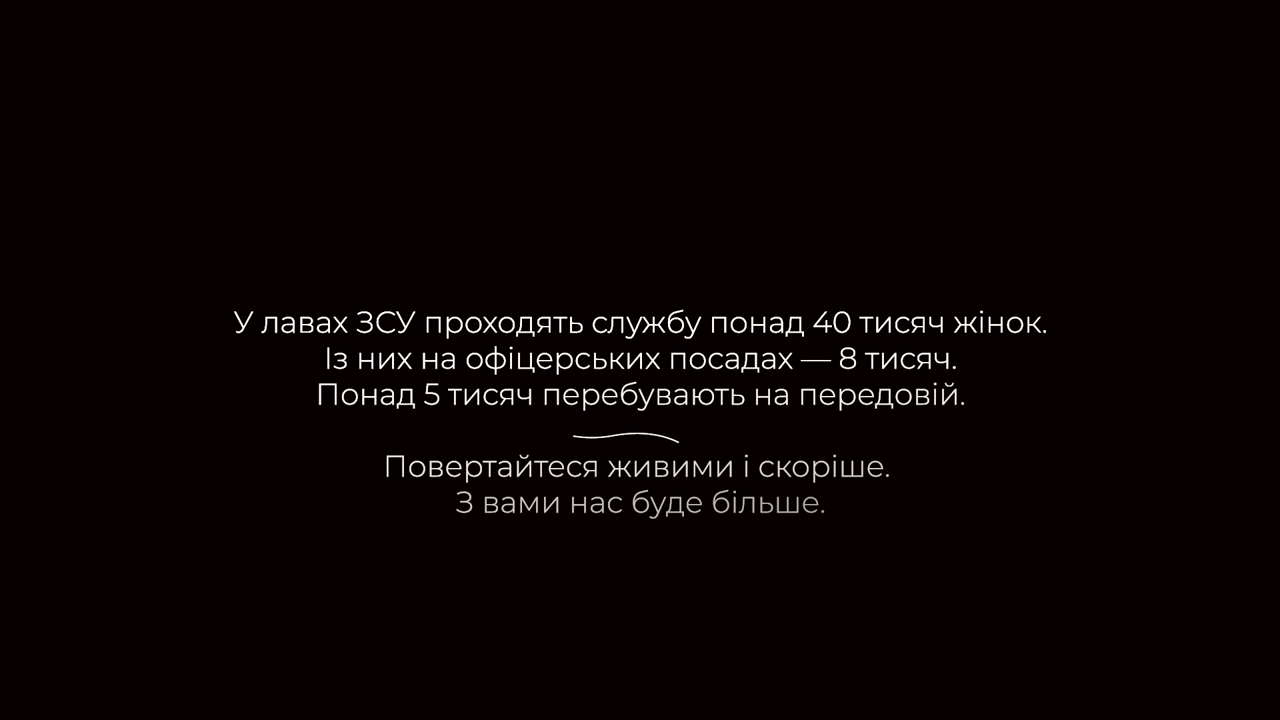 У лавах ЗСУ проходять службу понад 40 тисяч жінок.
Із них на офіцерських посадах — 8 тисяч.
Понад 5 тисяч перебувають на передовій.
Повертайтеся живими і скоріше.
З вами нас буде більше.